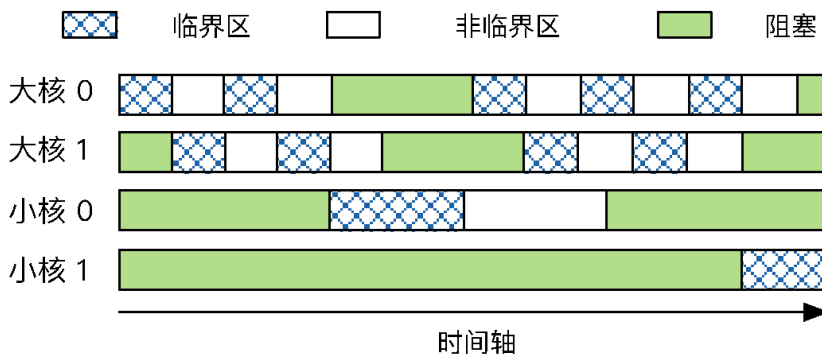 临界区 非临界区 阻塞
大核 0
大核 1
小核 0
小核 1
时间轴